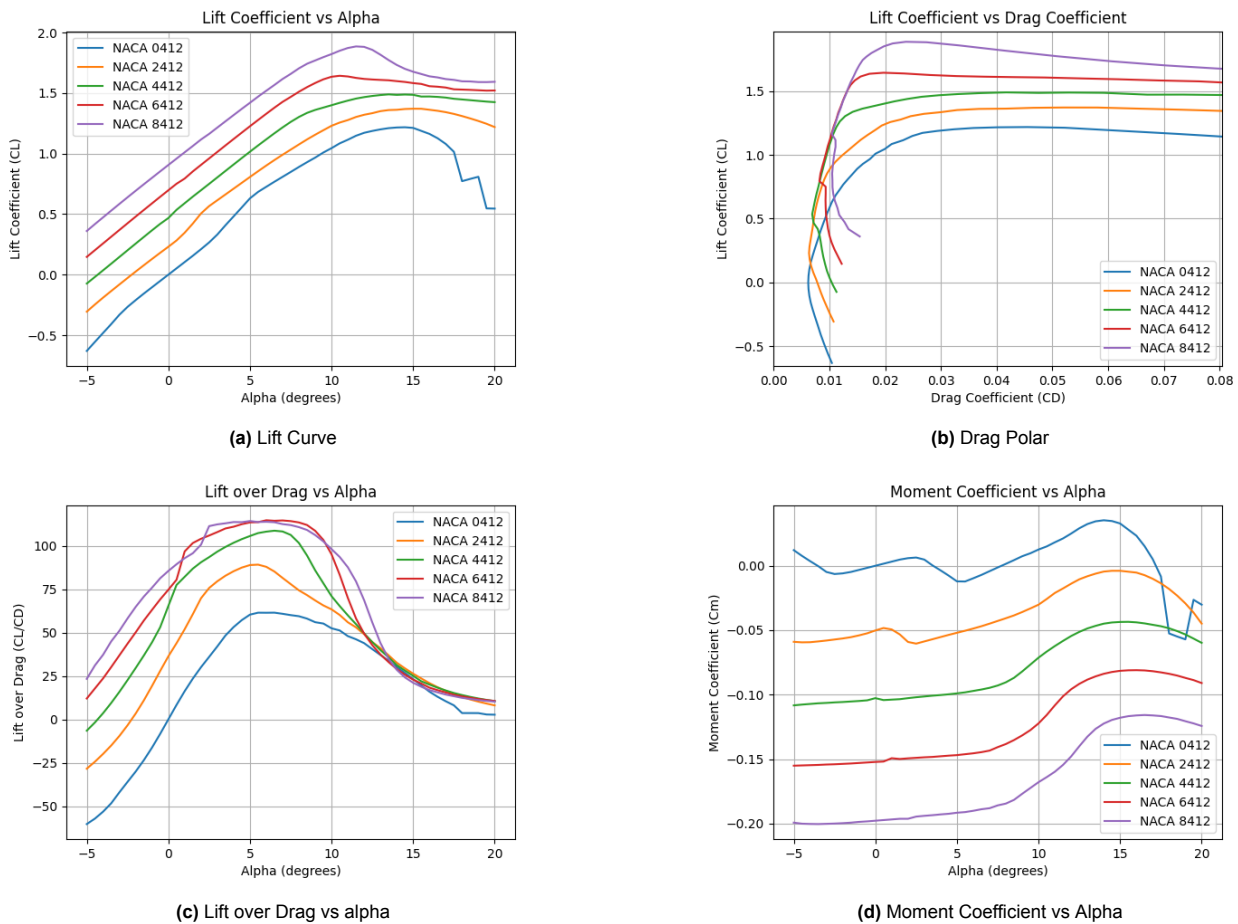 Lift Coefficient vs Alpha
2.0
1.5
1.0
0.5
0.0
−0.5
Lift Coefficient (CL)
NACA 0412
NACA 2412
NACA 4412
NACA 6412
NACA 8412
−5 0 5 10 15 20
Alpha (degrees)
(a) Lift Curve
Lift Coefficient vs Drag Coefficient
1.5
1.0
0.5
0.0
−0.5
Lift Coefficient (CL)
NACA 0412
NACA 2412
NACA 4412
NACA 6412
NACA 8412
0.00 0.01 0.02 0.03 0.04 0.05 0.06 0.07 0.08
Drag Coefficient (CD)
(b) Drag Polar
Lift over Drag vs Alpha
100
75
50
25
0
−25
−50
Lift over Drag (CL/CD)
NACA 0412
NACA 2412
NACA 4412
NACA 6412
NACA 8412
−5 0 5 10 15 20
Alpha (degrees)
(c) Lift over Drag vs alpha
Moment Coefficient vs Alpha
0.00
−0.05
−0.10
−0.15
−0.20
Moment Coefficient (Cm)
NACA 0412
NACA 2412
NACA 4412
NACA 6412
NACA 8412
−5 0 5 10 15 20
Alpha (degrees)
(d) Moment Coefficient vs Alpha